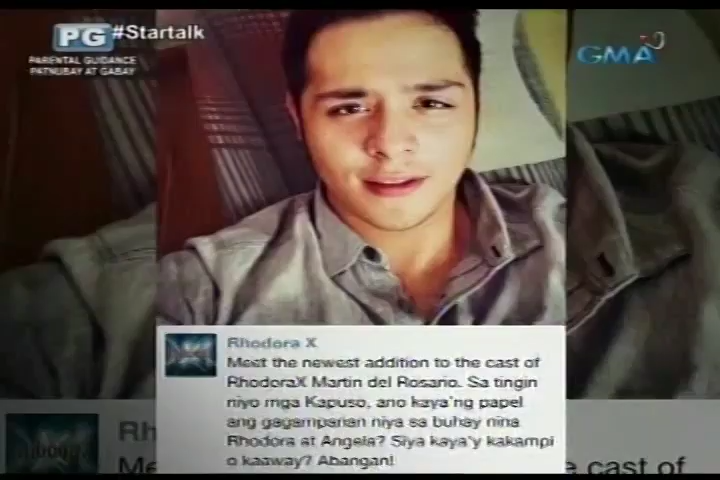 PG #Startalk
PARENTAL GUIDANCE
PATNUBAY AT GABAY
GMA
Rhodora X
Meet the newest addition to the cast of
RhodoraX Martin del Rosario. Sa tingin
niyo mga Kapuso, ano kaya'ng papel
ang gagampanan niya sa buhay nina
Rhodora at Angela? Siya kaya'y kakampi
o kaaway? Abangan!
Rh
Me
e cast of